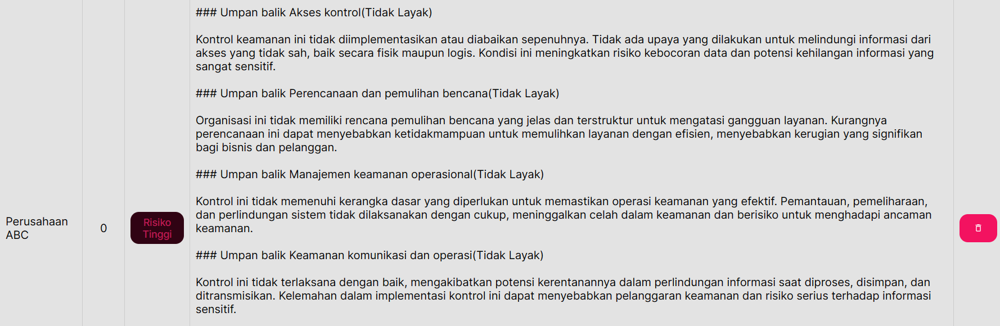 Perusahaan
ABC
0
Risiko
Tinggi
### Umpan balik Akses kontrol(Tidak Layak)
Kontrol keamanan ini tidak diimplementasikan atau diabaikan sepenuhnya. Tidak ada upaya yang dilakukan untuk melindungi informasi dari
akses yang tidak sah, baik secara fisik maupun logis. Kondisi ini meningkatkan risiko kebocoran data dan potensi kehilangan informasi yang
sangat sensitif.
### Umpan balik Perencanaan dan pemulihan bencana(Tidak Layak)
Organisasi ini tidak memiliki rencana pemulihan bencana yang jelas dan terstruktur untuk mengatasi gangguan layanan. Kurangnya
perencanaan ini dapat menyebabkan ketidakmampuan untuk memulihkan layanan dengan efisien, menyebabkan kerugian yang signifikan
bagi bisnis dan pelanggan.
### Umpan balik Manajemen keamanan operasional(Tidak Layak)
Kontrol ini tidak memenuhi kerangka dasar yang diperlukan untuk memastikan operasi keamanan yang efektif. Pemantauan, pemeliharaan,
dan perlindungan sistem tidak dilaksanakan dengan cukup, meninggalkan celah dalam keamanan dan berisiko untuk menghadapi ancaman
keamanan.
### Umpan balik Keamanan komunikasi dan operasi(Tidak Layak)
Kontrol ini tidak terlaksana dengan baik, mengakibatkan potensi kerentanannya dalam perlindungan informasi saat diproses, disimpan, dan
ditransmisikan. Kelemahan dalam implementasi kontrol ini dapat menyebabkan pelanggaran keamanan dan risiko serius terhadap informasi
sensitif.